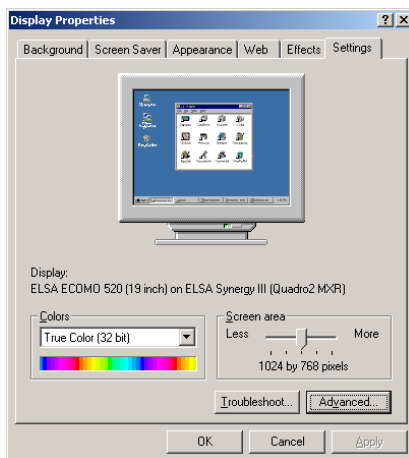 Display Properties
Background Screen Saver Appearance Web Effects Settings
Display:
ELSA ECOMO 520 (19 inch) on ELSA Synergy III (Quadro2 MXR)
Colors
True Color (32 bit)
Screen area
Less More
1024 by 768 pixels
Troubleshoot... Advanced...
OK Cancel Apply